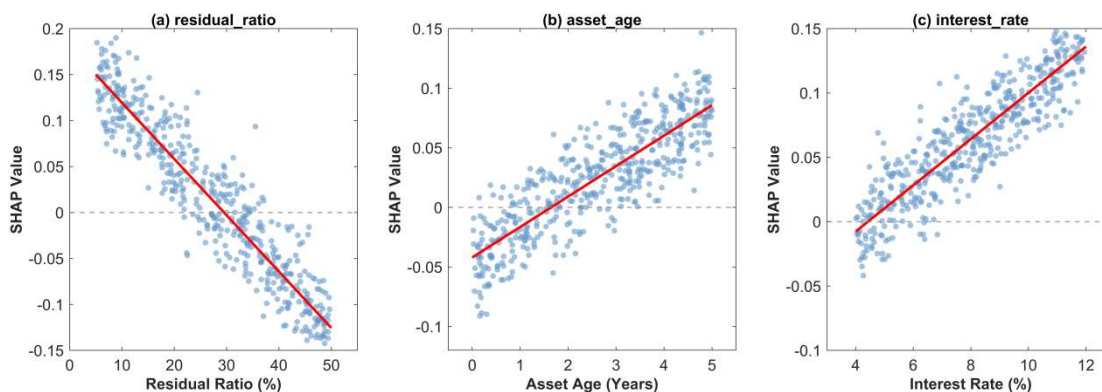 (a) residual_ratio
0.2
0.15
0.1
0.05
0
-0.05
-0.1
-0.15
SHAP Value
0 10 20 30 40 50
Residual Ratio (%)
(b) asset_age
0.15
0.1
0.05
0
-0.05
-0.1
SHAP Value
0 1 2 3 4 5
Asset Age (Years)
(c) interest_rate
0.15
0.1
0.05
0
-0.05
-0.1
SHAP Value
4 6 8 10 12
Interest Rate (%)